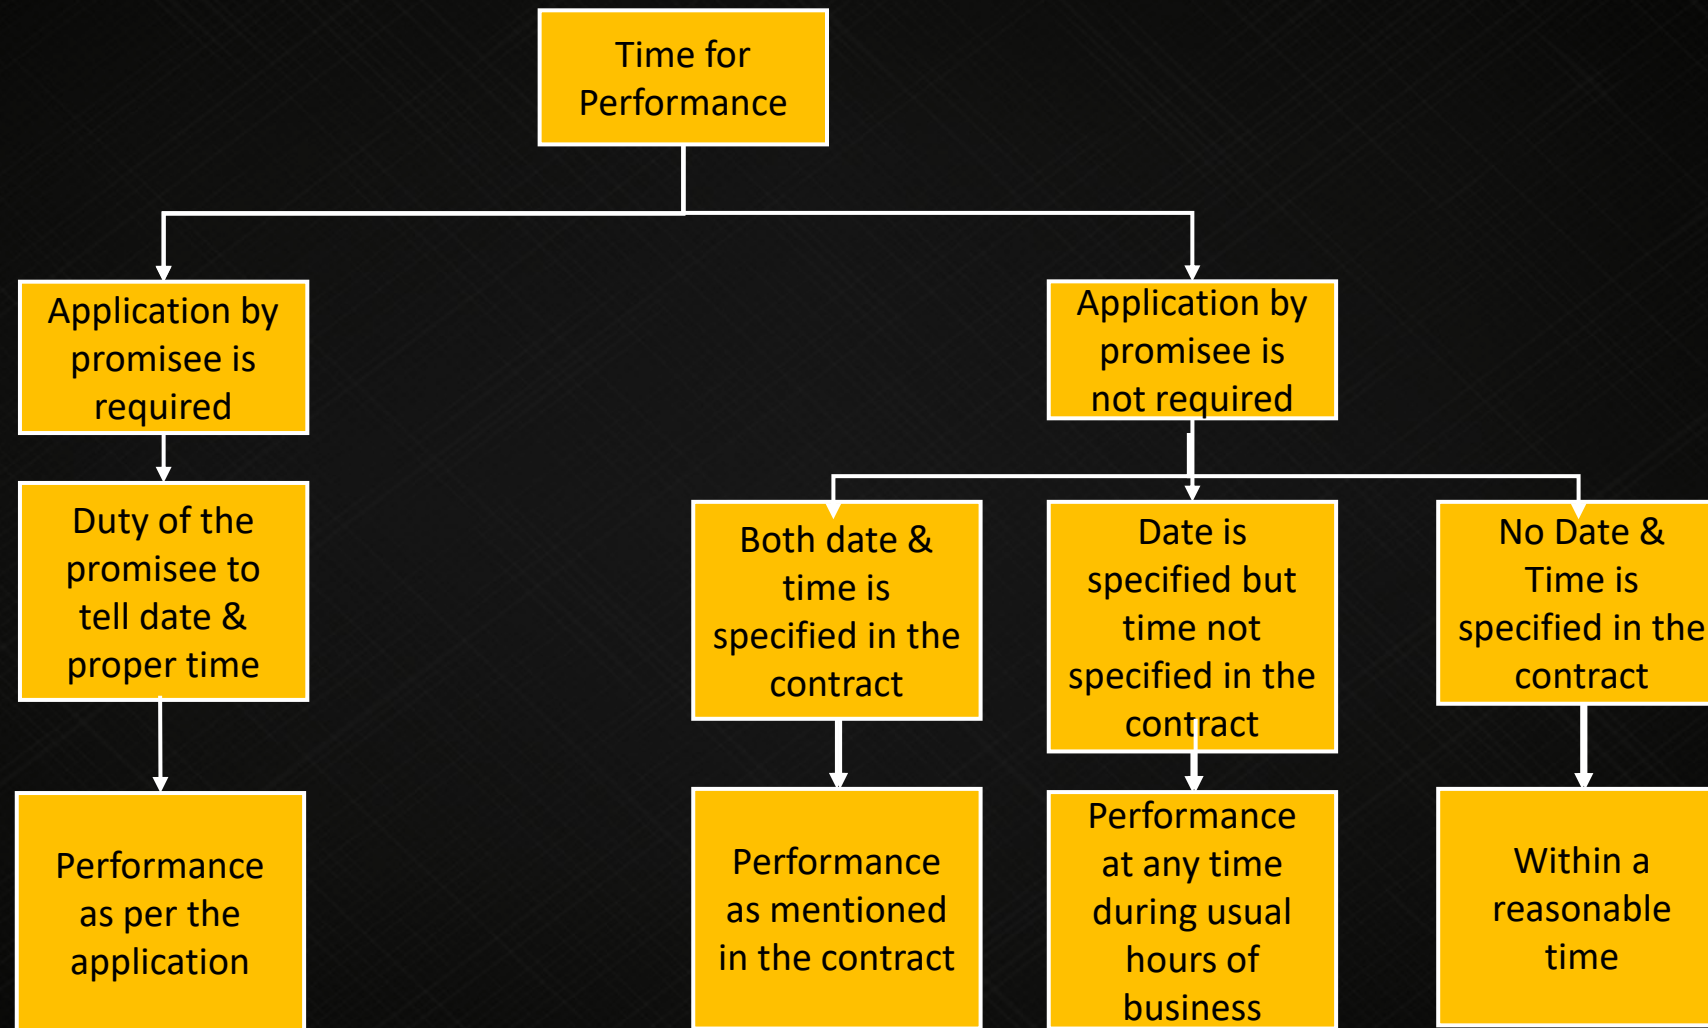 Time for
Performance
Application by
promisee is
required
Application by
promisee is
not required
Duty of the
promisee to
tell date &
proper time
Both date &
time is
specified in the
contract
Date is
specified but
time not
specified in the
contract
No Date &
Time is
specified in the
contract
Performance
as per the
application
Performance
as mentioned
in the contract
Performance
at any time
during usual
hours of
business
Within a
reasonable
time